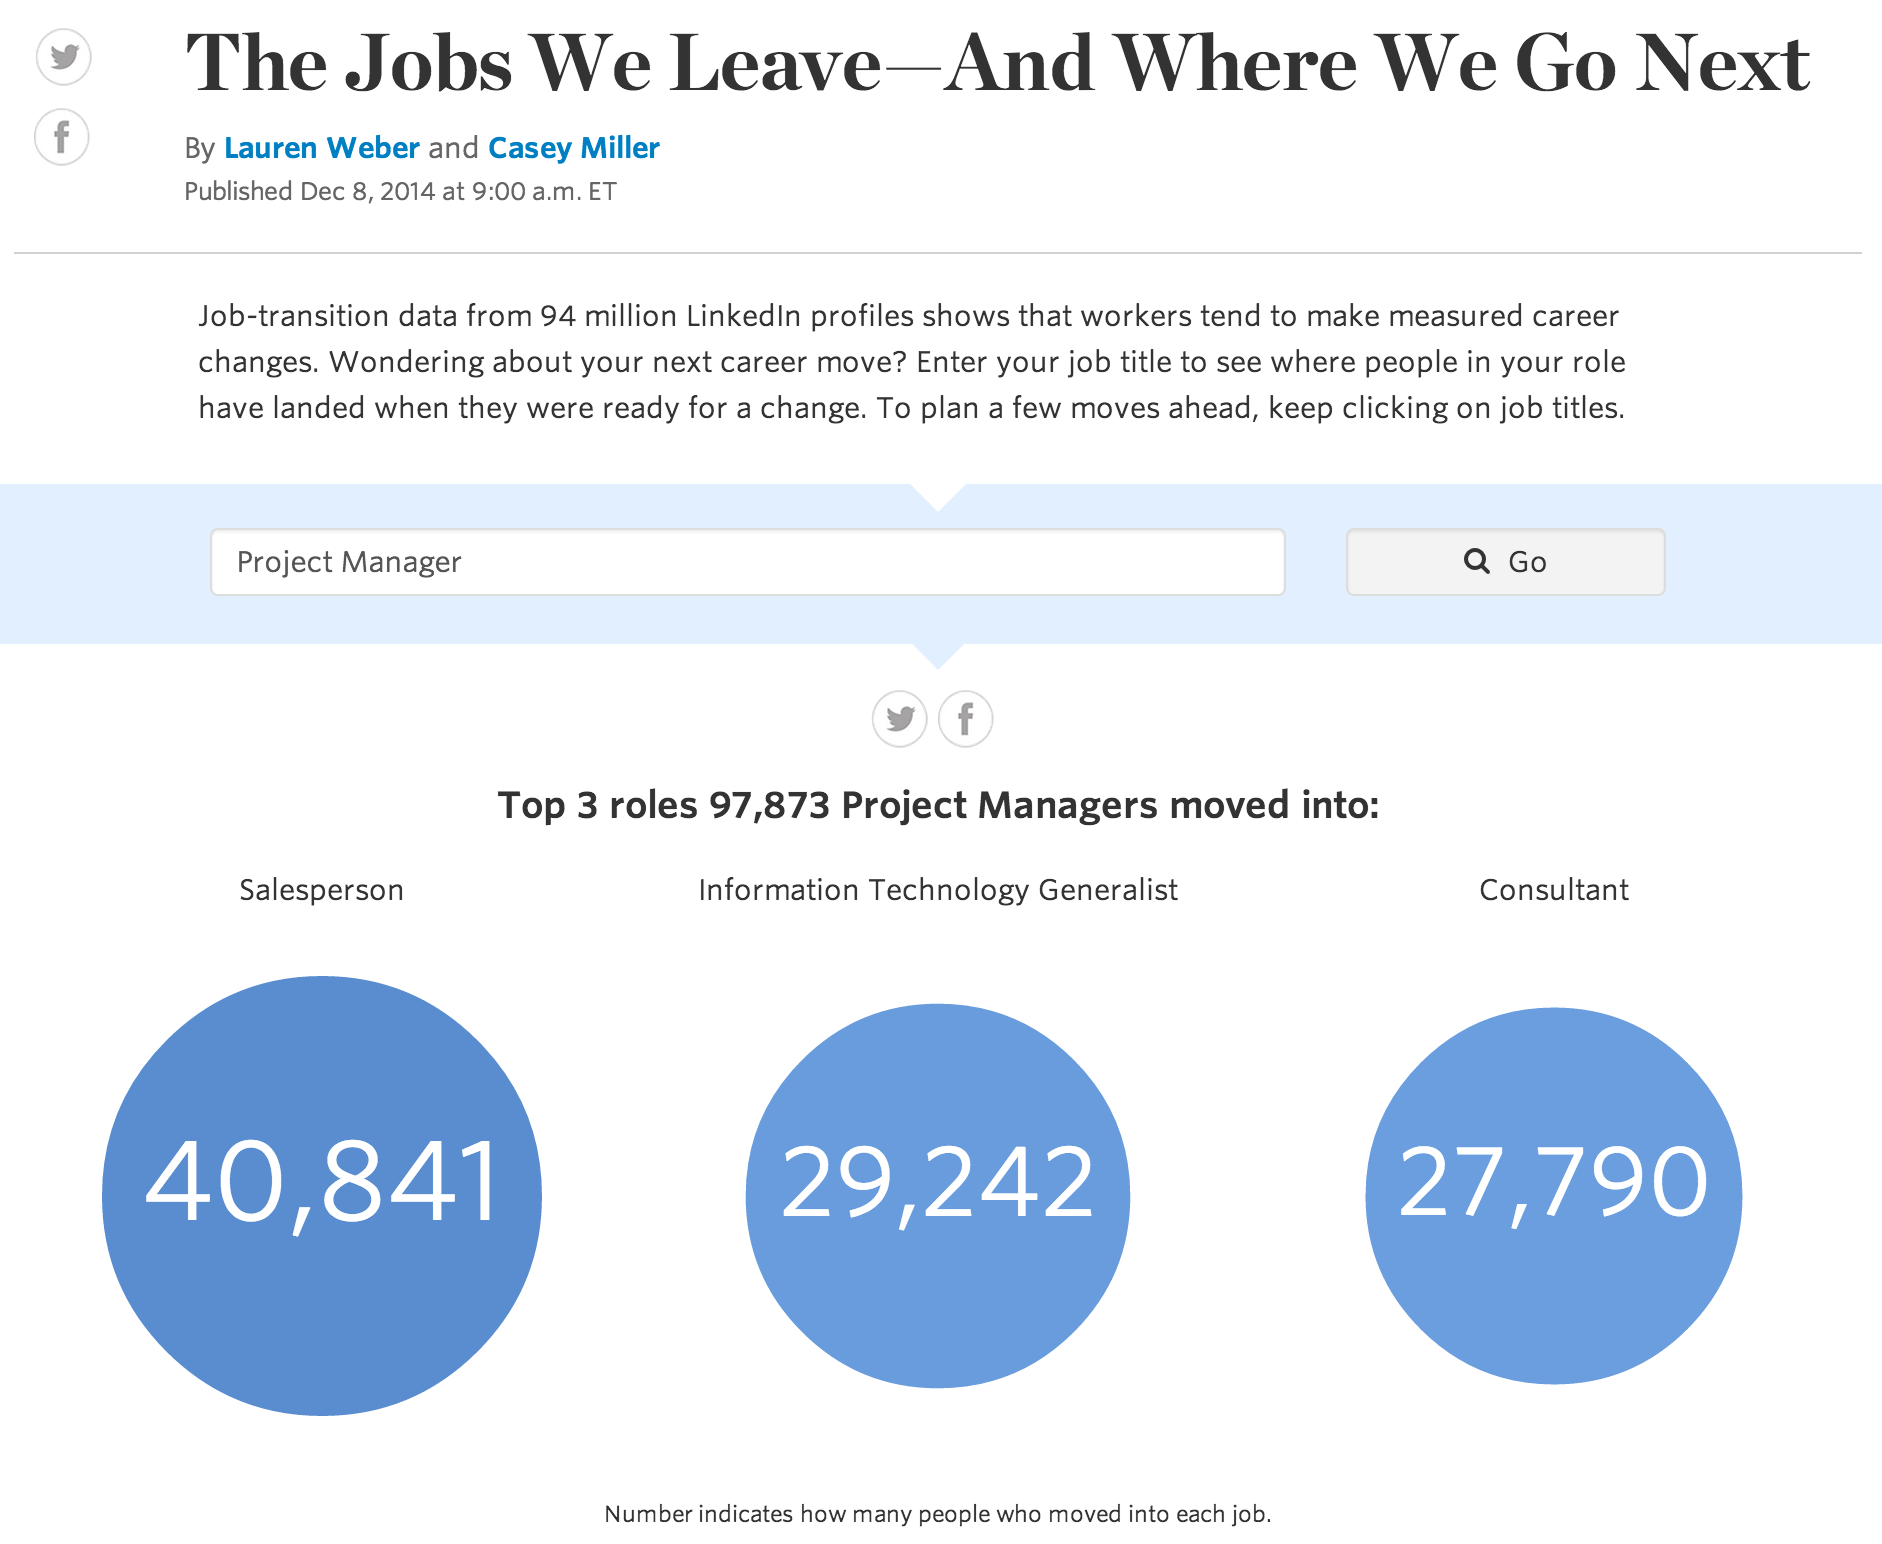 The Jobs We Leave—And Where We Go Next
By Lauren Weber and Casey Miller
Published Dec 8, 2014 at 9:00 a.m. ET
Job-transition data from 94 million LinkedIn profiles shows that workers tend to make measured career
changes. Wondering about your next career move? Enter your job title to see where people in your role
have landed when they were ready for a change. To plan a few moves ahead, keep clicking on job titles.
Project Manager
Go
Top 3 roles 97,873 Project Managers moved into:
Salesperson
Information Technology Generalist
Consultant
40,841
29,242
27,790
Number indicates how many people who moved into each job.